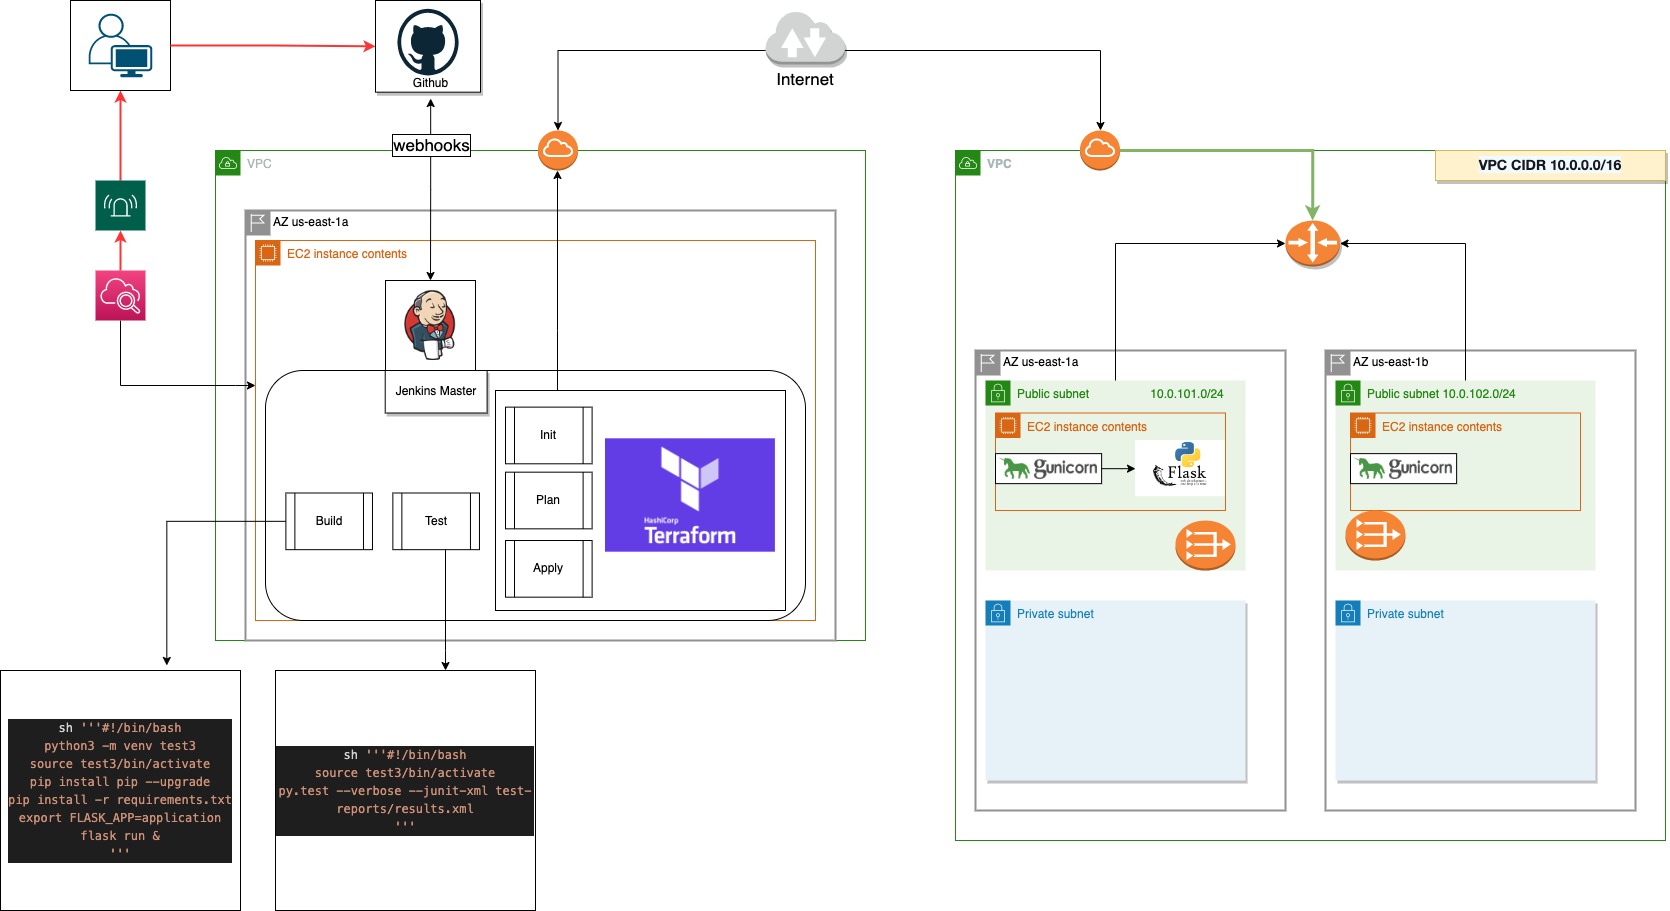 Github
Internet
webhooks
VPC
AZ us-east-1a
EC2 instance contents
Jenkins Master
Init
Plan
Apply
Build
Test
HashiCorp
Terraform
sh '''#!/bin/bash
python3 -m venv test3
source test3/bin/activate
pip install pip --upgrade
pip install -r requirements.txt
export FLASK_APP=application
flask run &
'''
sh '''#!/bin/bash
source test3/bin/activate
py.test --verbose --junit-xml test-
reports/results.xml
'''
VPC
VPC CIDR 10.0.0.0/16
AZ us-east-1a
Public subnet 10.0.101.0/24
EC2 instance contents
gunicorn
Flask
Private subnet
AZ us-east-1b
Public subnet 10.0.102.0/24
EC2 instance contents
gunicorn
Private subnet